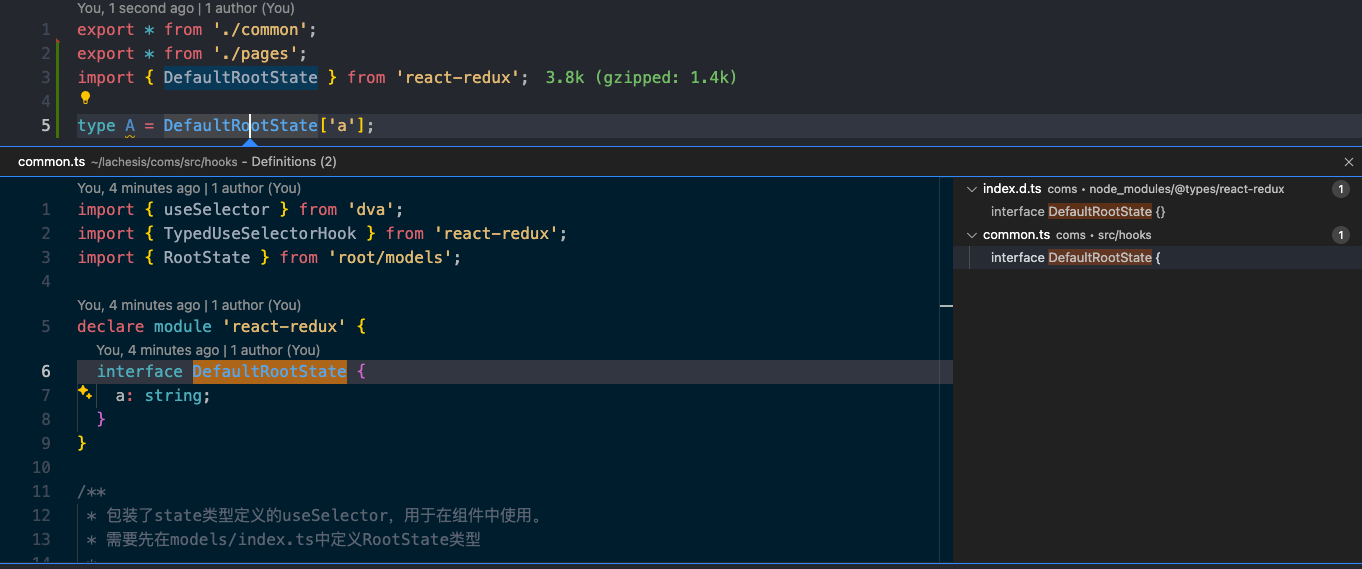 You, 1 second ago | 1 author (You)
1 export * from './common';
2 export * from './pages';
3 import { DefaultRootState } from 'react-redux'; 3.8k (gzipped: 1.4k)
4
5 type A = DefaultRootState['a'];
common.ts ~/lachesis/coms/src/hooks - Definitions (2)
You, 4 minutes ago | 1 author (You)
1 import { useSelector } from 'dva';
2 import { TypedUseSelectorHook } from 'react-redux';
3 import { RootState } from 'root/models';
4
You, 4 minutes ago | 1 author (You)
5 declare module 'react-redux' {
You, 4 minutes ago | 1 author (You)
6 interface DefaultRootState {
7 a: string;
8 }
9 }
10
11 /**
12 * 包装了state类型定义的useSelector，用于在组件中使用。
13 * 需要先在models/index.ts中定义RootState类型
14 *
index.d.ts coms • node_modules/@types/react-redux 1
interface DefaultRootState {}
common.ts coms • src/hooks 1
interface DefaultRootState {